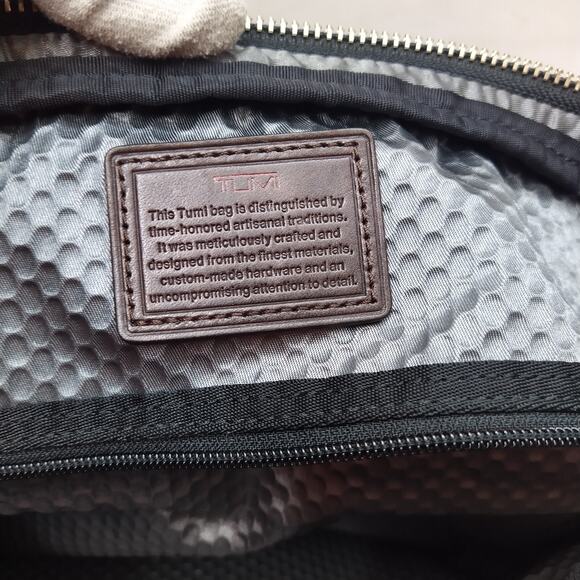 TUMI
This Tumi bag is distinguished by
time-honored artisanal traditions.
It was meticulously crafted and
designed from the finest materials,
custom-made hardware and an
uncompromising attention to detail.